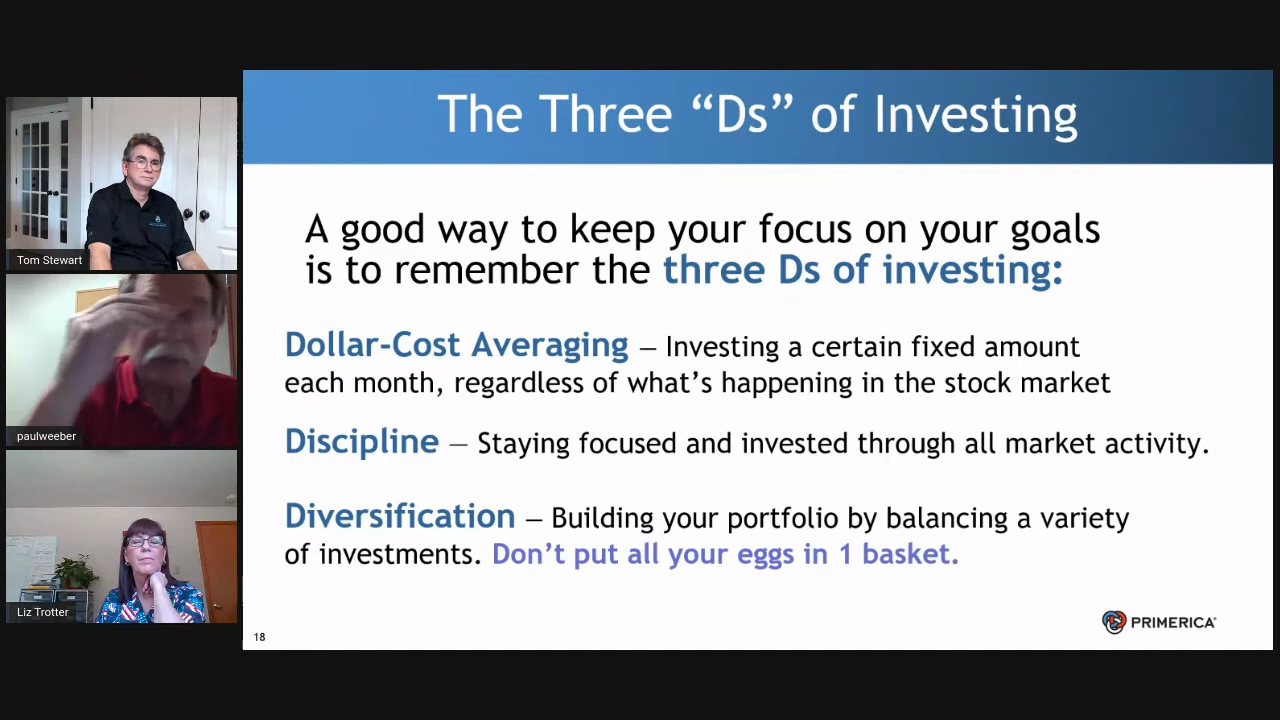 The Three “Ds” of Investing
A good way to keep your focus on your goals
is to remember the three Ds of investing:
Dollar-Cost Averaging – Investing a certain fixed amount
each month, regardless of what’s happening in the stock market
Discipline – Staying focused and invested through all market activity.
Diversification – Building your portfolio by balancing a variety
of investments. Don’t put all your eggs in 1 basket.
18
PRIMERICA
Tom Stewart
paulweeber
Liz Trotter